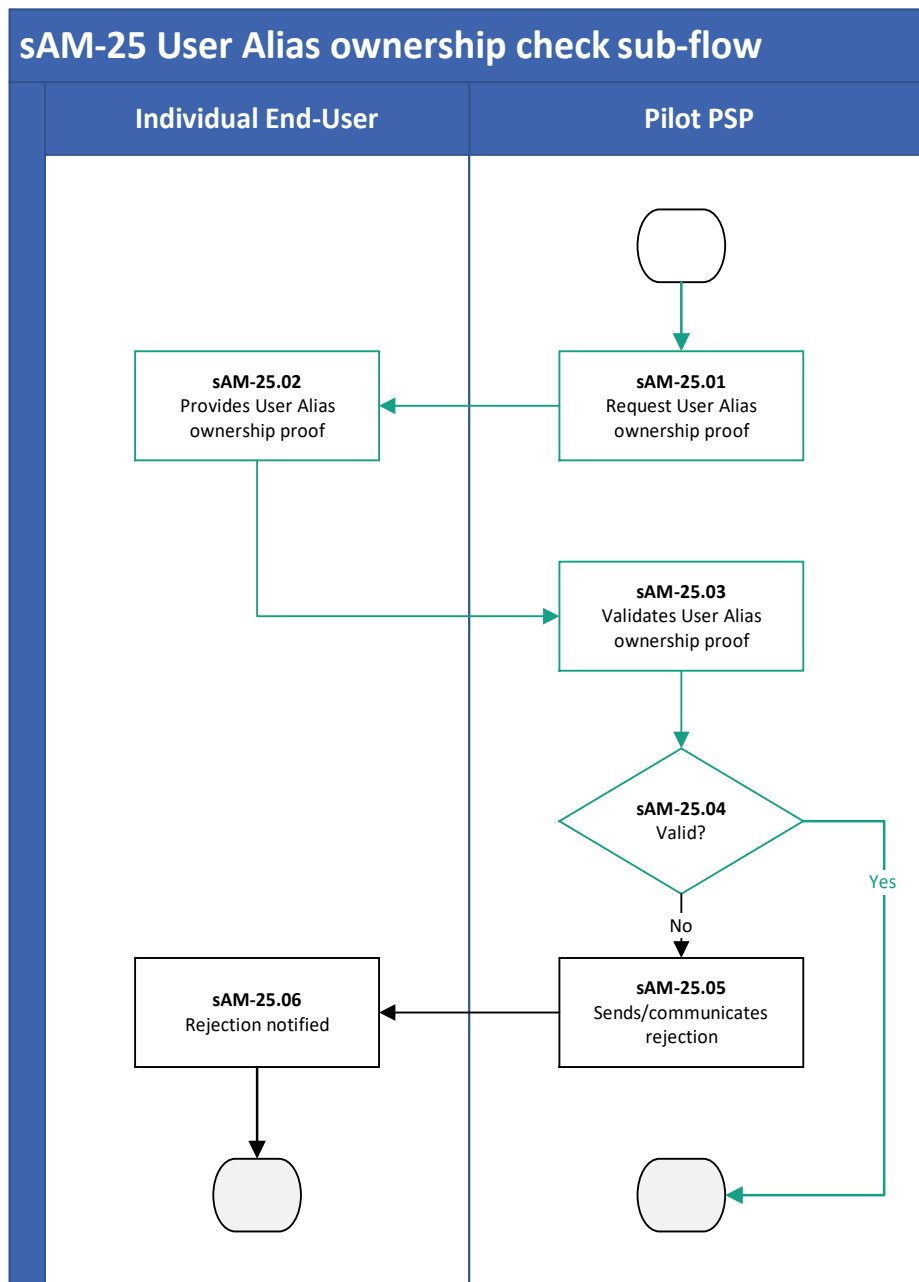 sAM-25 User Alias ownership check sub-flow
Individual End-User
Pilot PSP
sAM-25.02
Provides User Alias
ownership proof
sAM-25.01
Request User Alias
ownership proof
sAM-25.03
Validates User Alias
ownership proof
sAM-25.04
Valid?
Yes
No
sAM-25.06
Rejection notified
sAM-25.05
Sends/communicates
rejection